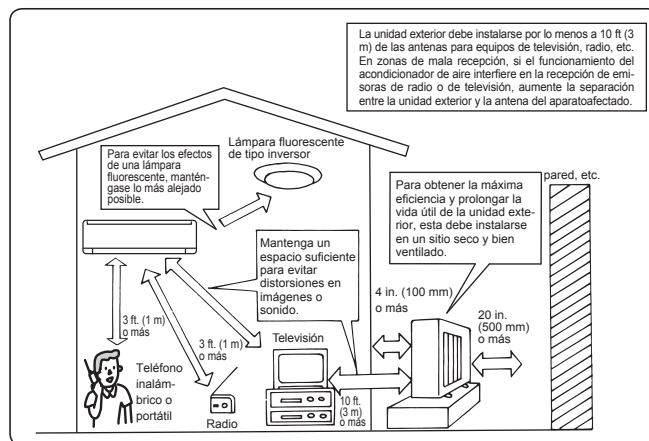 La unidad exterior debe instalarse por lo menos a 10 ft (3
m) de las antenas para equipos de televisión, radio, etc.
En zonas de mala recepción, si el funcionamiento del
acondicionador de aire interfiere en la recepción de emi-
soras de radio o de televisión, aumente la separación
entre la unidad exterior y la antena del aparatoafectado.
Lámpara fluorescente
de tipo inversor
Para evitar los efectos
de una lámpara
fluorescente, mantén-
gase lo más alejado
posible.
Para obtener la máxima
eficiencia y prolongar la
vida útil de la unidad exte-
rior, esta debe instalarse
en un sitio seco y bien
ventilado.
pared, etc.
Mantenga un
espacio suficiente
para evitar
distorsiones en
imágenes o
sonido.
4 in. (100 mm)
o más
20 in.
(500 mm)
o más
3 ft. (1 m)
o más
3 ft. (1 m)
o más
Televisión
Teléfono
inalám-
brico o
portátil
Radio
10 ft.
(3 m)
o más